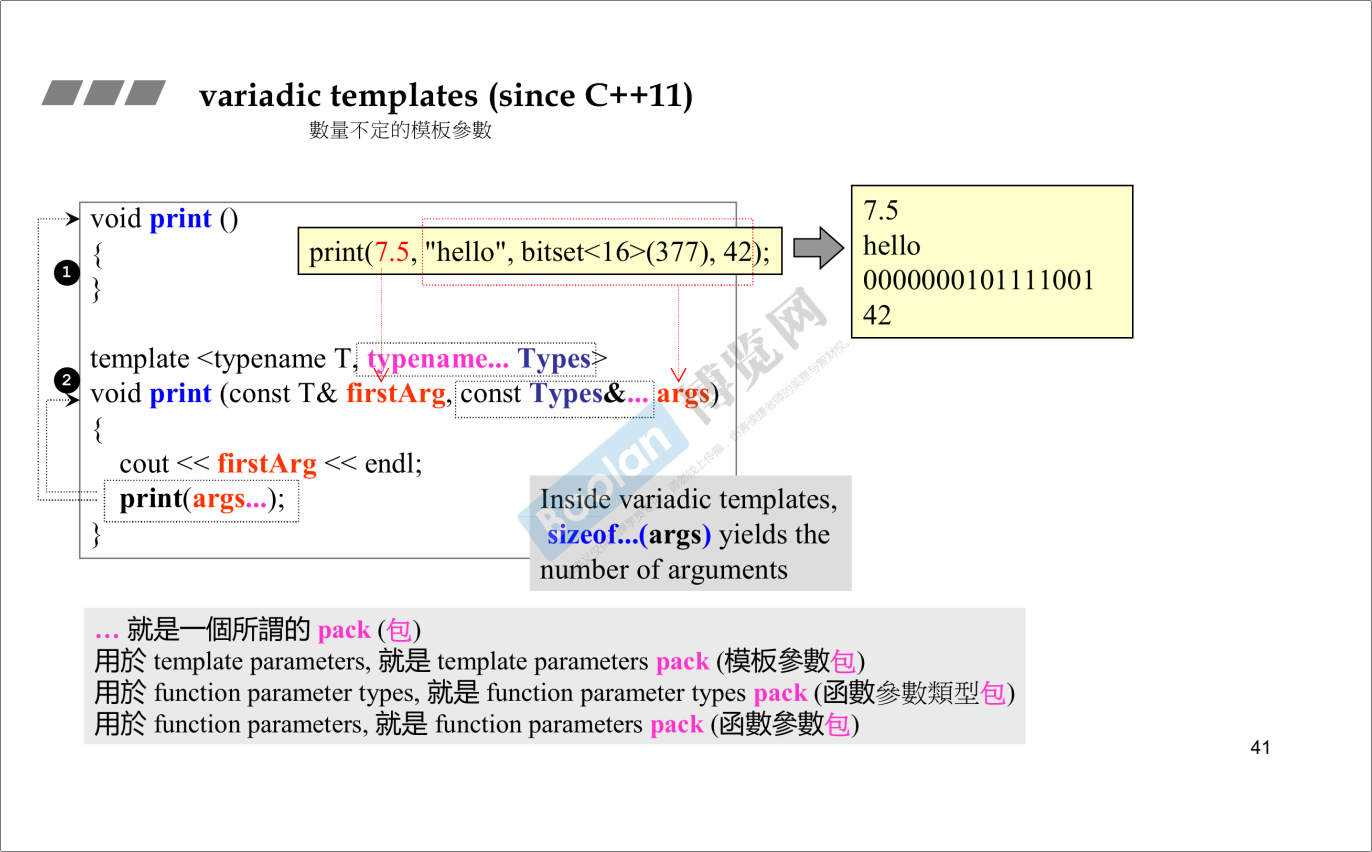 variadic templates (since C++11)
數量不定的模板參數
void print ()
{
}
1
print(7.5, "hello", bitset<16>(377), 42);
7.5
hello
0000000101111001
42
template <typename T, typename... Types>
2
void print (const T& firstArg, const Types&... args)
{
cout << firstArg << endl;
print(args...);
}
Inside variadic templates,
sizeof...(args) yields the
number of arguments
Boolan
博览网
... 就是一個所謂的 pack (包)
用於 template parameters, 就是 template parameters pack (模板參數包)
用於 function parameter types, 就是 function parameter types pack (函數參數類型包)
用於 function parameters, 就是 function parameters pack (函數參數包)
41